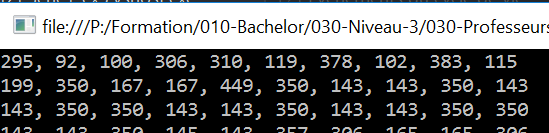 file:///P:/Formation/010-Bachelor/030-Niveau-3/030-Professeurs
295, 92, 100, 306, 310, 119, 378, 102, 383, 115
199, 350, 167, 167, 449, 350, 143, 143, 350, 143
143, 350, 350, 143, 143, 350, 143, 143, 350, 350